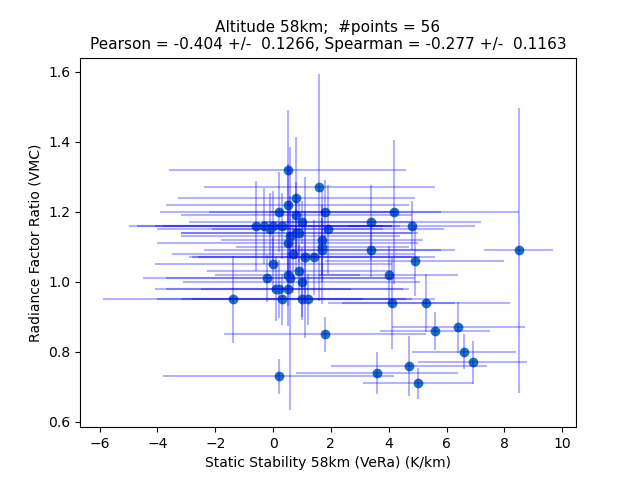 Altitude 58km;  #points = 56
Pearson = -0.404 +/-  0.1266, Spearman = -0.277 +/-  0.1163
1.6
1.4
1.2
1.0
0.8
0.6
Radiance Factor Ratio (VMC)
−6 −4 −2 0 2 4 6 8 10
Static Stability 58km (VeRa) (K/km)